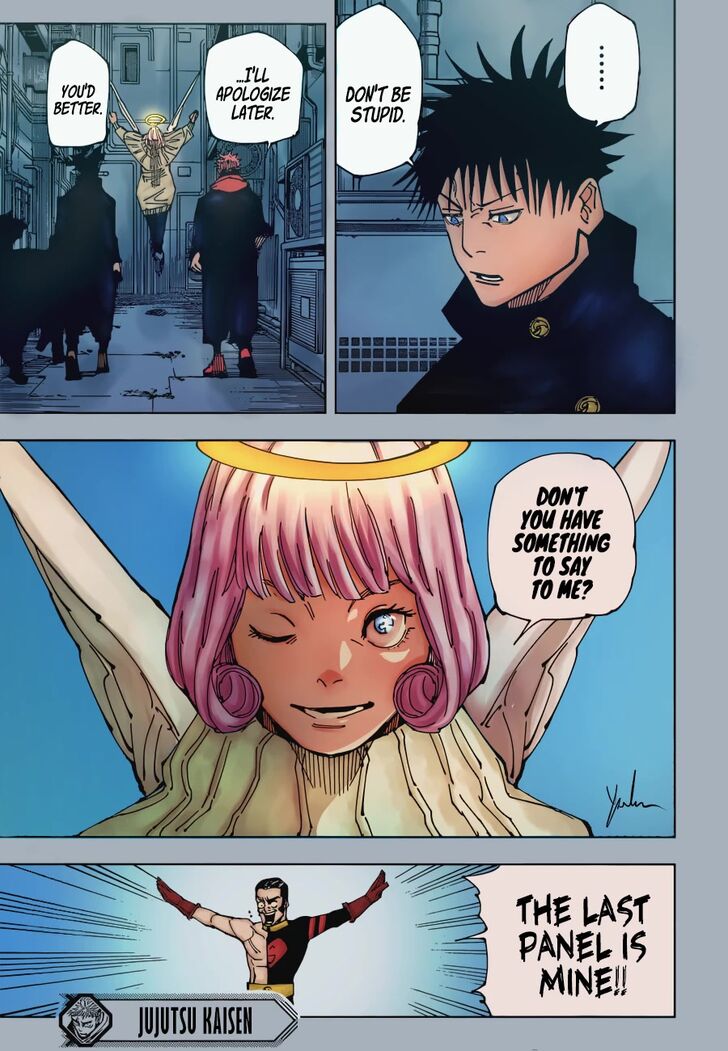 ......
DON'T BE
STUPID.
...I'LL
APOLOGIZE
LATER.
YOU'D
BETTER.
DON'T
YOU HAVE
SOMETHING
TO SAY
TO ME?
THE LAST
PANEL IS
MINE!!
JUJUTSU KAISEN